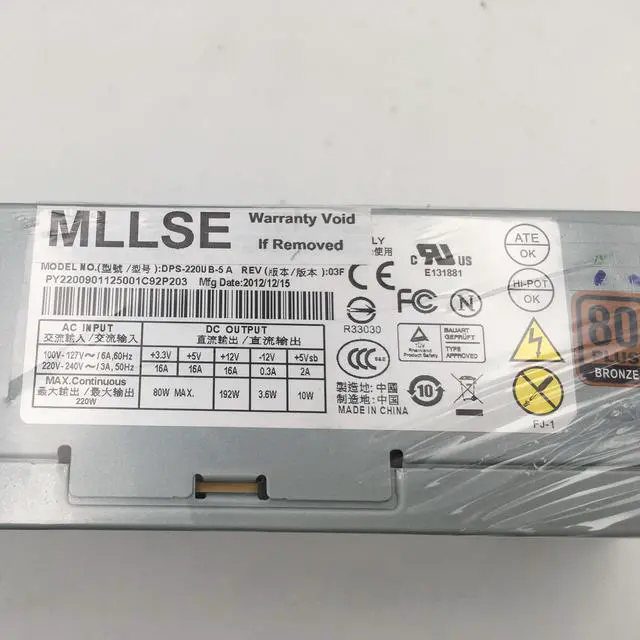 MLLSE
Warranty Void
If Removed
LY
使用
MODEL NO.(型號/型号):DPS-220UB-5 A REV(版本/版本):03F
PY2200901125001C92P203 Mfg Date:2012/12/15
AC INPUT DC OUTPUT
交流輸入/交流输入 直流輸出/直流输出
100V-127V~/6A,60Hz +3.3V +5V +12V -12V +5Vsb
220V-240V~/3A,50Hz 16A 16A 16A 0.3A 2A
MAX.Continuous
最大輸出/最大输出 80W MAX. 192W 3.6W 10W
220W
R33030
CE
c RU US
E131881
FC
N
TÜV
Rheinland
BAUART
GEPRÜFT
TYPE
APPROVED
CCC
製造地: 中國
制造地: 中国
MADE IN CHINA
10
ATE
OK
HI-POT
OK
FJ-1
80
PLUS
BRONZE